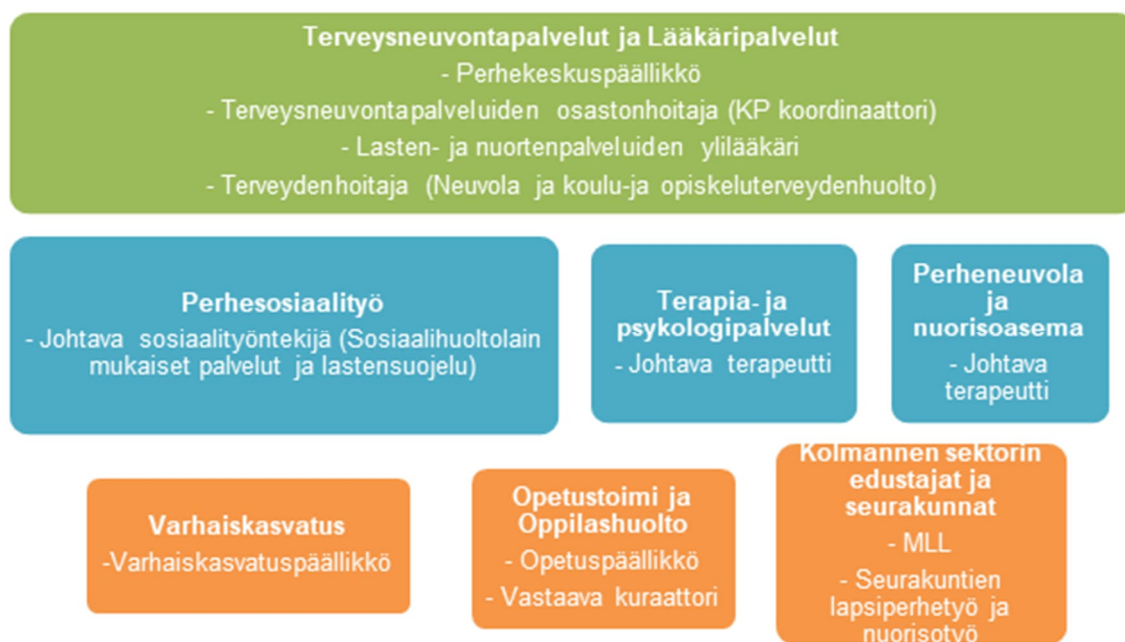 Terveysneuvontapalvelut ja Lääkäripalvelut
- Perhekeskuspäällikkö
- Terveysneuvontapalveluiden osastonhoitaja (KP koordinaattori)
- Lasten- ja nuortenpalveluiden ylilääkäri
- Terveydenhoitaja (Neuvola ja koulu-ja opiskeluterveydenhuolto)
Perhesosiaalityö
- Johtava sosiaalityöntekijä (Sosiaalihuoltolain
mukaiset palvelut ja lastensuojelu)
Terapia- ja
psykologipalvelut
- Johtava terapeutti
Perheneuvola
ja
nuorisoasema
- Johtava
terapeutti
Varhaiskasvatus
-Varhaiskasvatuspäällikkö
Opetustoimi ja
Oppilashuolto
- Opetuspäällikkö
- Vastaava kuraattori
Kolmannen sektorin
edustajat ja
seurakunnat
- MLL
- Seurakuntien
lapsiperhetyö ja
nuorisotyö